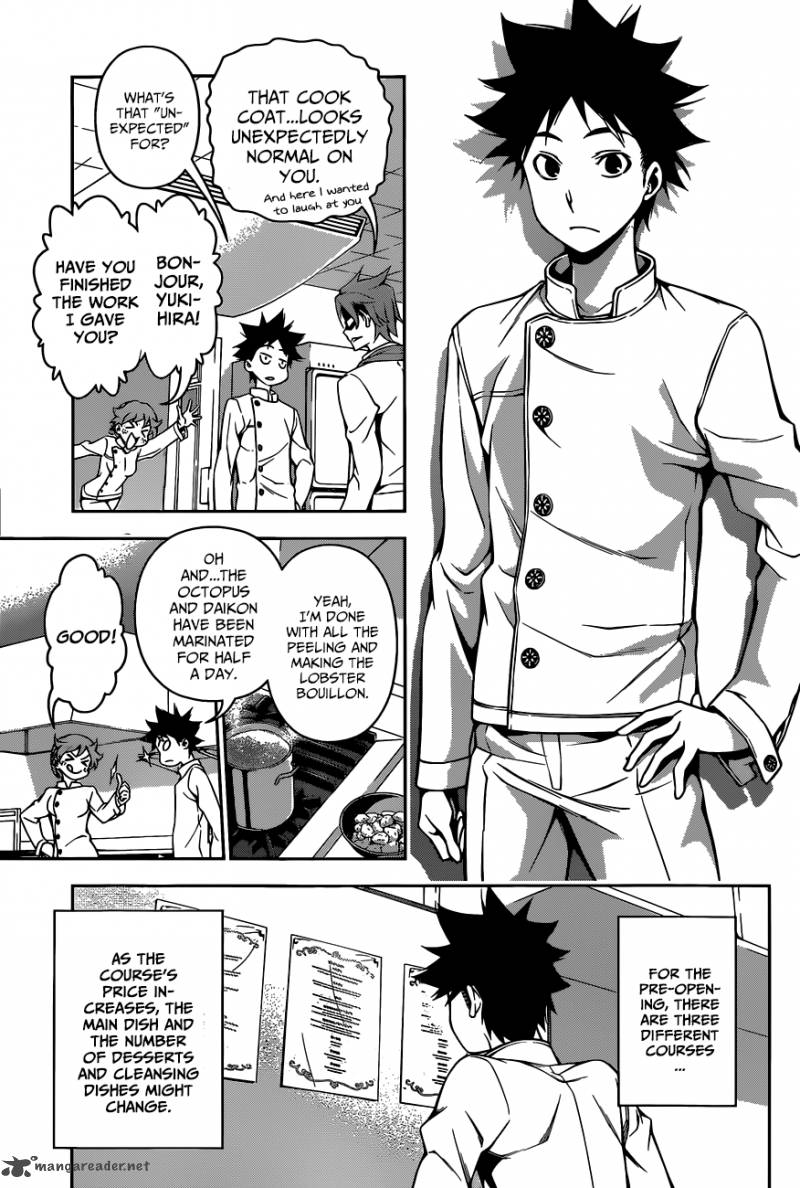 THAT COOK
COAT...LOOKS
UNEXPECTEDLY
NORMAL ON
YOU.
And here I wanted
to laugh at you
WHAT'S
THAT "UN-
EXPECTED"
FOR?
BON-
JOUR,
YUKI-
HIRA!
HAVE YOU
FINISHED
THE WORK
I GAVE
YOU?
YEAH,
I'M DONE
WITH ALL THE
PEELING AND
MAKING THE
LOBSTER
BOUILLON.
OH
AND...THE
OCTOPUS
AND DAIKON
HAVE BEEN
MARINATED
FOR HALF
A DAY.
GOOD!
FOR THE
PRE-OPEN-
ING, THERE
ARE THREE
DIFFERENT
COURSES
...
AS THE
COURSE'S
PRICE IN-
CREASES, THE
MAIN DISH AND
THE NUMBER
OF DESSERTS
AND CLEANSING
DISHES MIGHT
CHANGE.
mangareader.net